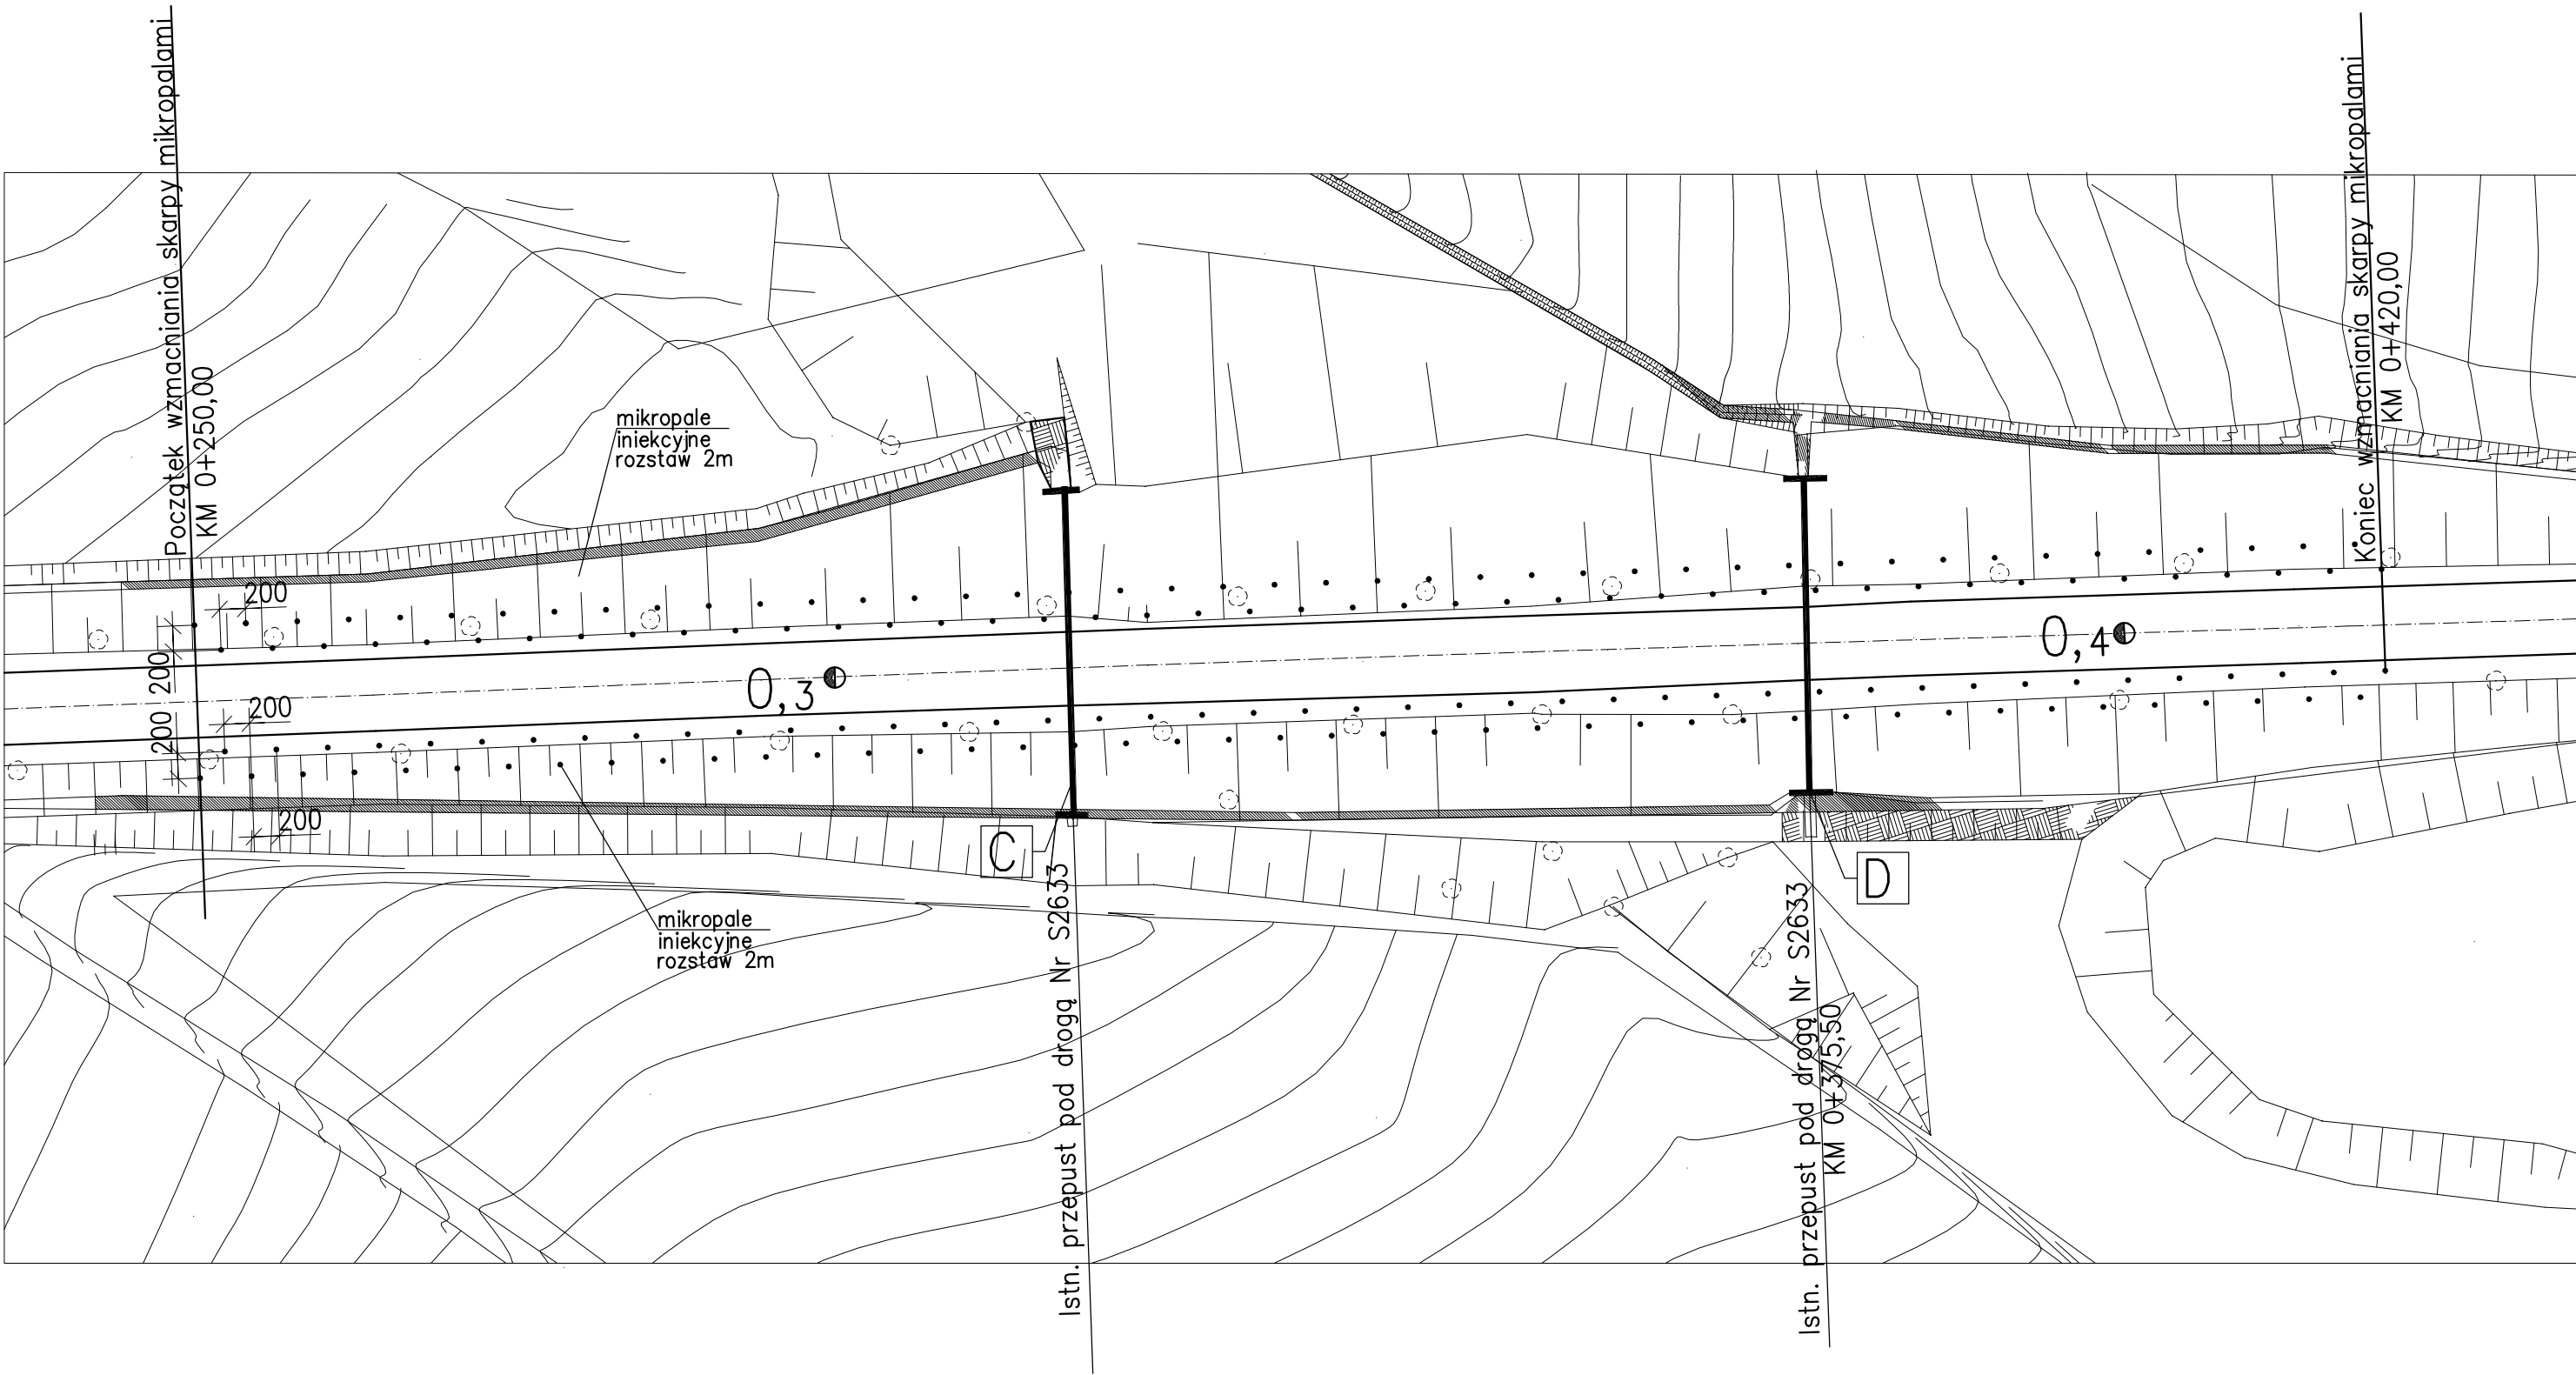 Początek wzmacniania skarpy mikropalami
KM 0+250,00
Koniec wzmacniania skarpy mikropalami
KM 0+420,00
mikropale
iniekcyjne
rozstaw 2m
200
200
200
200
200
0,3
0,4
C
D
mikropale
iniekcyjne
rozstaw 2m
Istn. przepust pod drogą Nr S2633
Istn. przepust pod drogą Nr S2633
KM 0+375,50